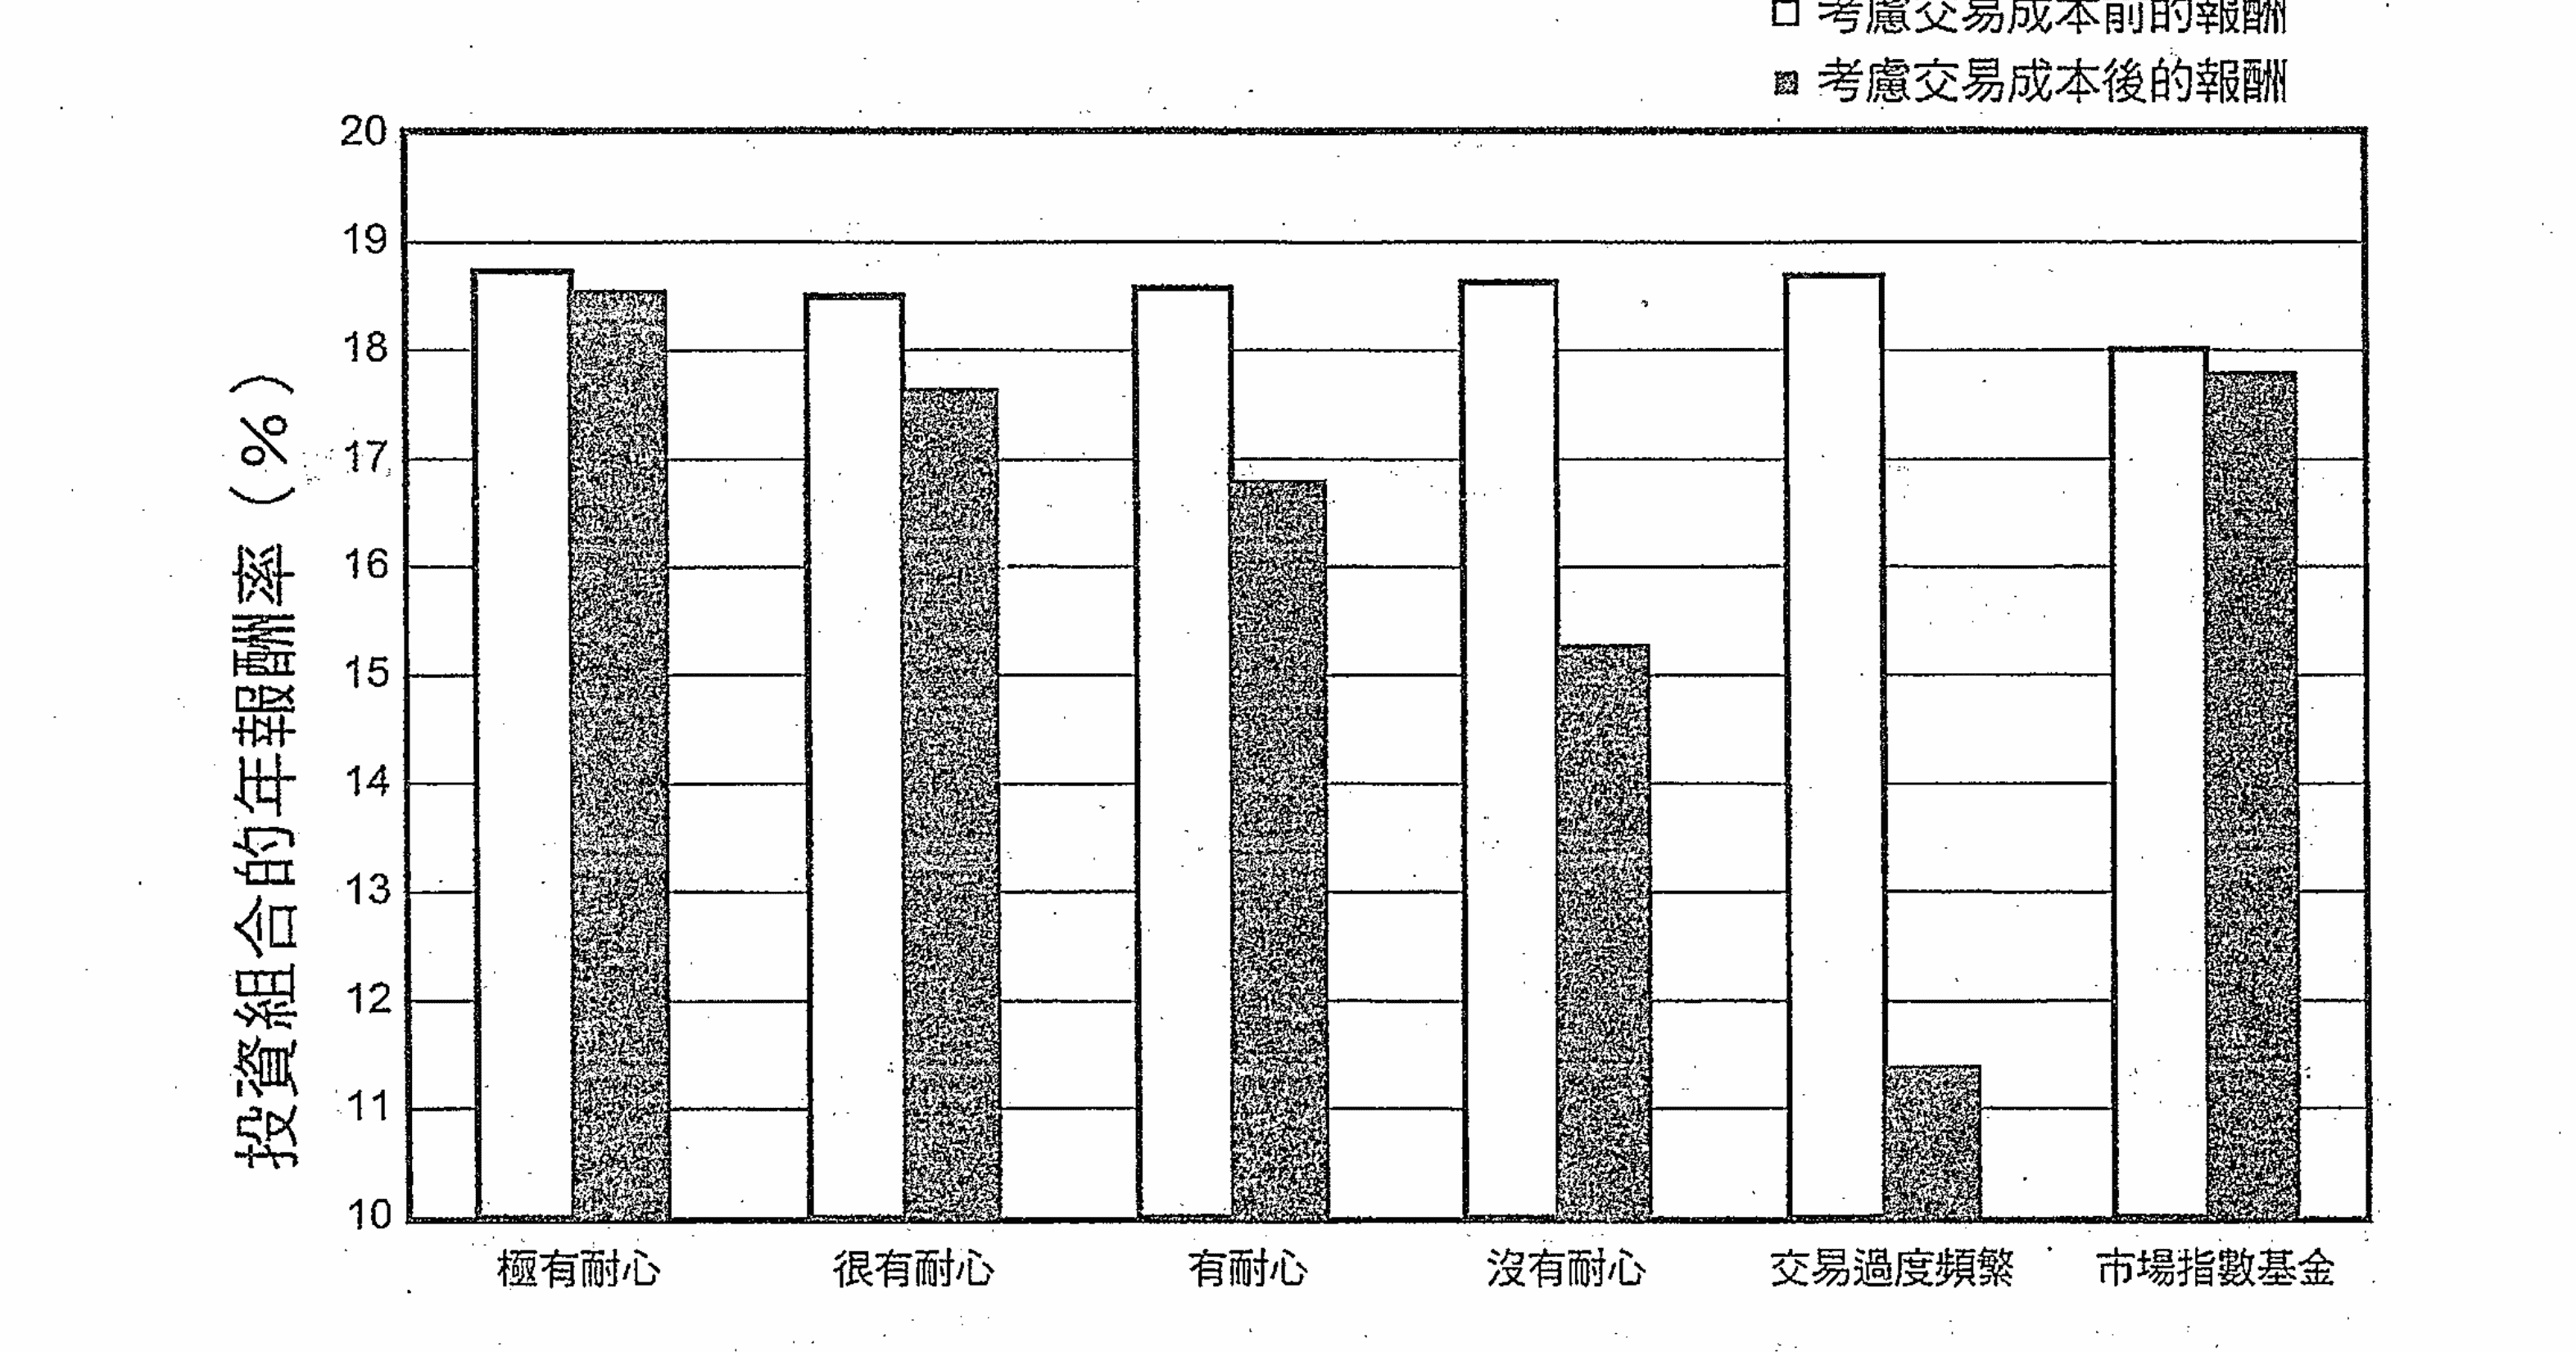 □ 考慮交易成本前的報酬
■ 考慮交易成本後的報酬
投資組合的年報酬率（%）
20
19
18
17
16
15
14
13
12
11
10
極有耐心 很有耐心 有耐心 沒有耐心 交易過度頻繁 市場指數基金